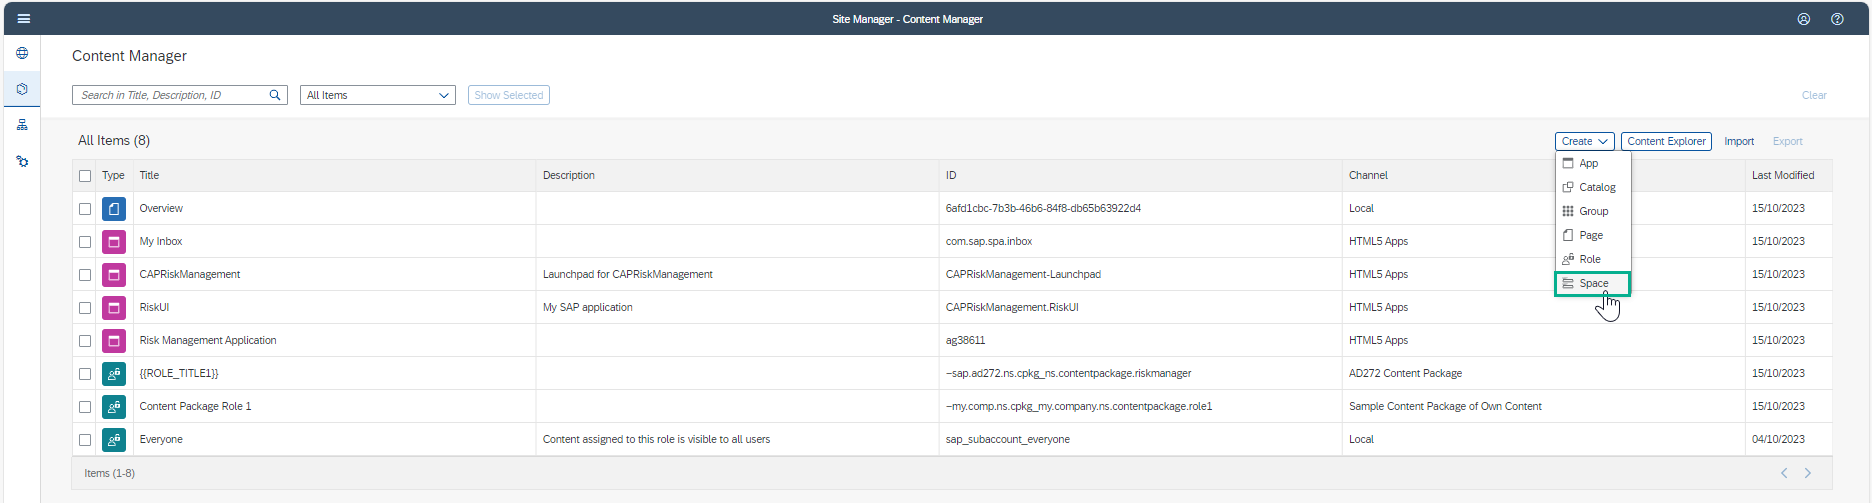 Site Manager - Content Manager
Content Manager
Search in Title, Description, ID All Items Show Selected Clear
All Items (8) Create Content Explorer Import Export
App
Catalog
Group
Page
Role
Space
Type Title Description ID Channel Last Modified
Overview 6afd1cbc-7b3b-46b6-84f8-db65b63922d4 Local 15/10/2023
My Inbox com.sap.spa.inbox HTML5 Apps 15/10/2023
CAPRiskManagement Launchpad for CAPRiskManagement CAPRiskManagement-Launchpad HTML5 Apps 15/10/2023
RiskUI My SAP application CAPRiskManagement.RiskUI HTML5 Apps 15/10/2023
Risk Management Application ag38611 HTML5 Apps 15/10/2023
{{ROLE_TITLE1}} ~sap.ad272.ns.cpkg_ns.contentpackage.riskmanager AD272 Content Package 15/10/2023
Content Package Role 1 ~my.comp.ns.cpkg_my.company.ns.contentpackage.role1 Sample Content Package of Own Content 15/10/2023
Everyone Content assigned to this role is visible to all users sap_subaccount_everyone Local 04/10/2023
Items (1-8)